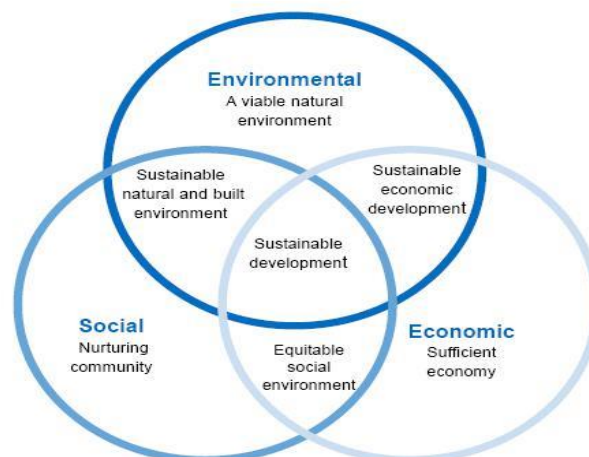 Environmental
A viable natural
environment
Sustainable
natural and built
environment
Sustainable
economic
development
Sustainable
development
Social
Nurturing
community
Equitable
social
environment
Economic
Sufficient
economy